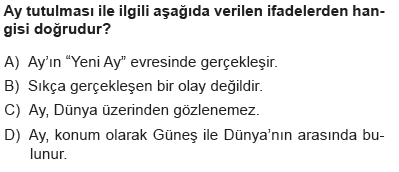 Ay tutulması ile ilgili aşağıda verilen ifadelerden han-
gisi doğrudur?
A) Ay’ın “Yeni Ay” evresinde gerçekleşir.
B) Sıkça gerçekleşen bir olay değildir.
C) Ay, Dünya üzerinden gözlenemez.
D) Ay, konum olarak Güneş ile Dünya’nın arasında bu-
lunur.